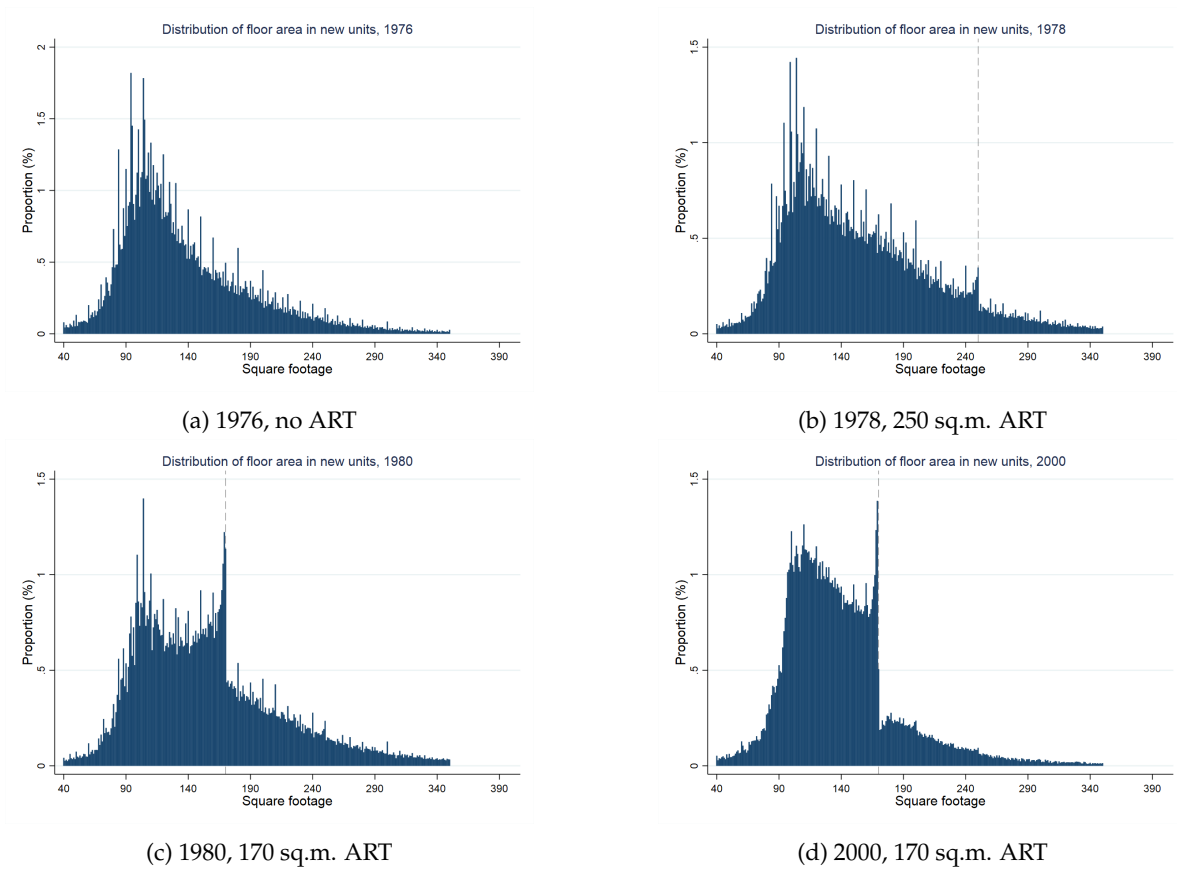 Distribution of floor area in new units, 1976
Proportion (%)
2
1.5
1
.5
0
40 90 140 190 240 290 340 390
Square footage
(a) 1976, no ART
Distribution of floor area in new units, 1978
Proportion (%)
1.5
1
.5
0
40 90 140 190 240 290 340 390
Square footage
(b) 1978, 250 sq.m. ART
Distribution of floor area in new units, 1980
Proportion (%)
1.5
1
.5
0
40 90 140 190 240 290 340 390
Square footage
(c) 1980, 170 sq.m. ART
Distribution of floor area in new units, 2000
Proportion (%)
1.5
1
.5
0
40 90 140 190 240 290 340 390
Square footage
(d) 2000, 170 sq.m. ART